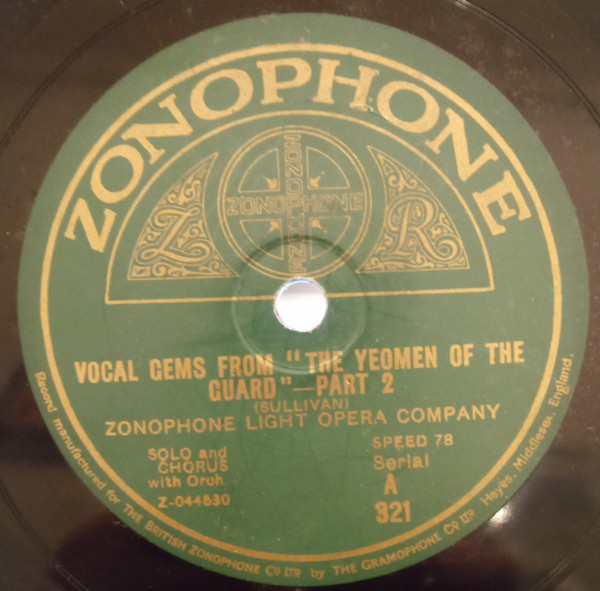 ZONOPHONE
ZONOPHONE
ZONOPHONE
Z R
VOCAL GEMS FROM "THE YEOMEN OF THE
GUARD"—PART 2
(SULLIVAN)
ZONOPHONE LIGHT OPERA COMPANY
SOLO and
CHORUS
with Orch
Z-044530
SPEED 78
Serial
A
321
Record manufactured for THE BRITISH ZONOPHONE Co LTD by THE GRAMOPHONE Co LTD Hayes, Middlesex, England.